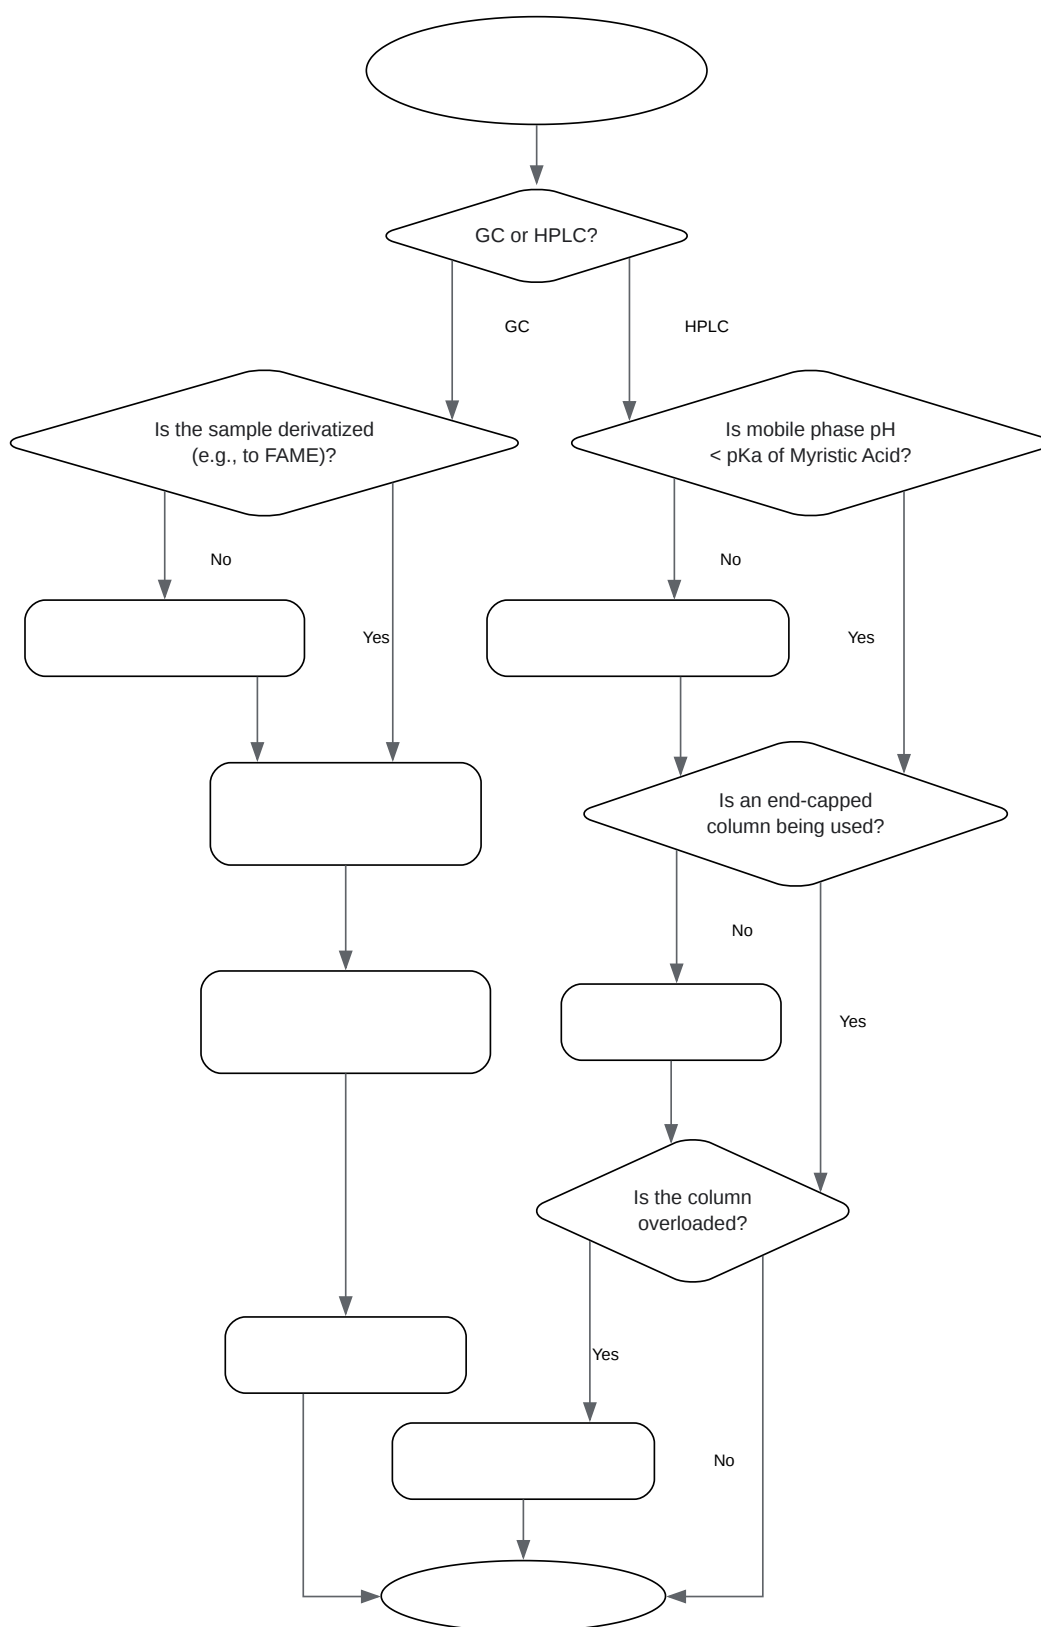 GC or HPLC?
GC
HPLC
Is the sample derivatized
(e.g., to FAME)?
Is mobile phase pH
< pKa of Myristic Acid?
No
No
Yes
Yes
Is an end-capped
column being used?
No
Yes
Is the column
overloaded?
Yes
No